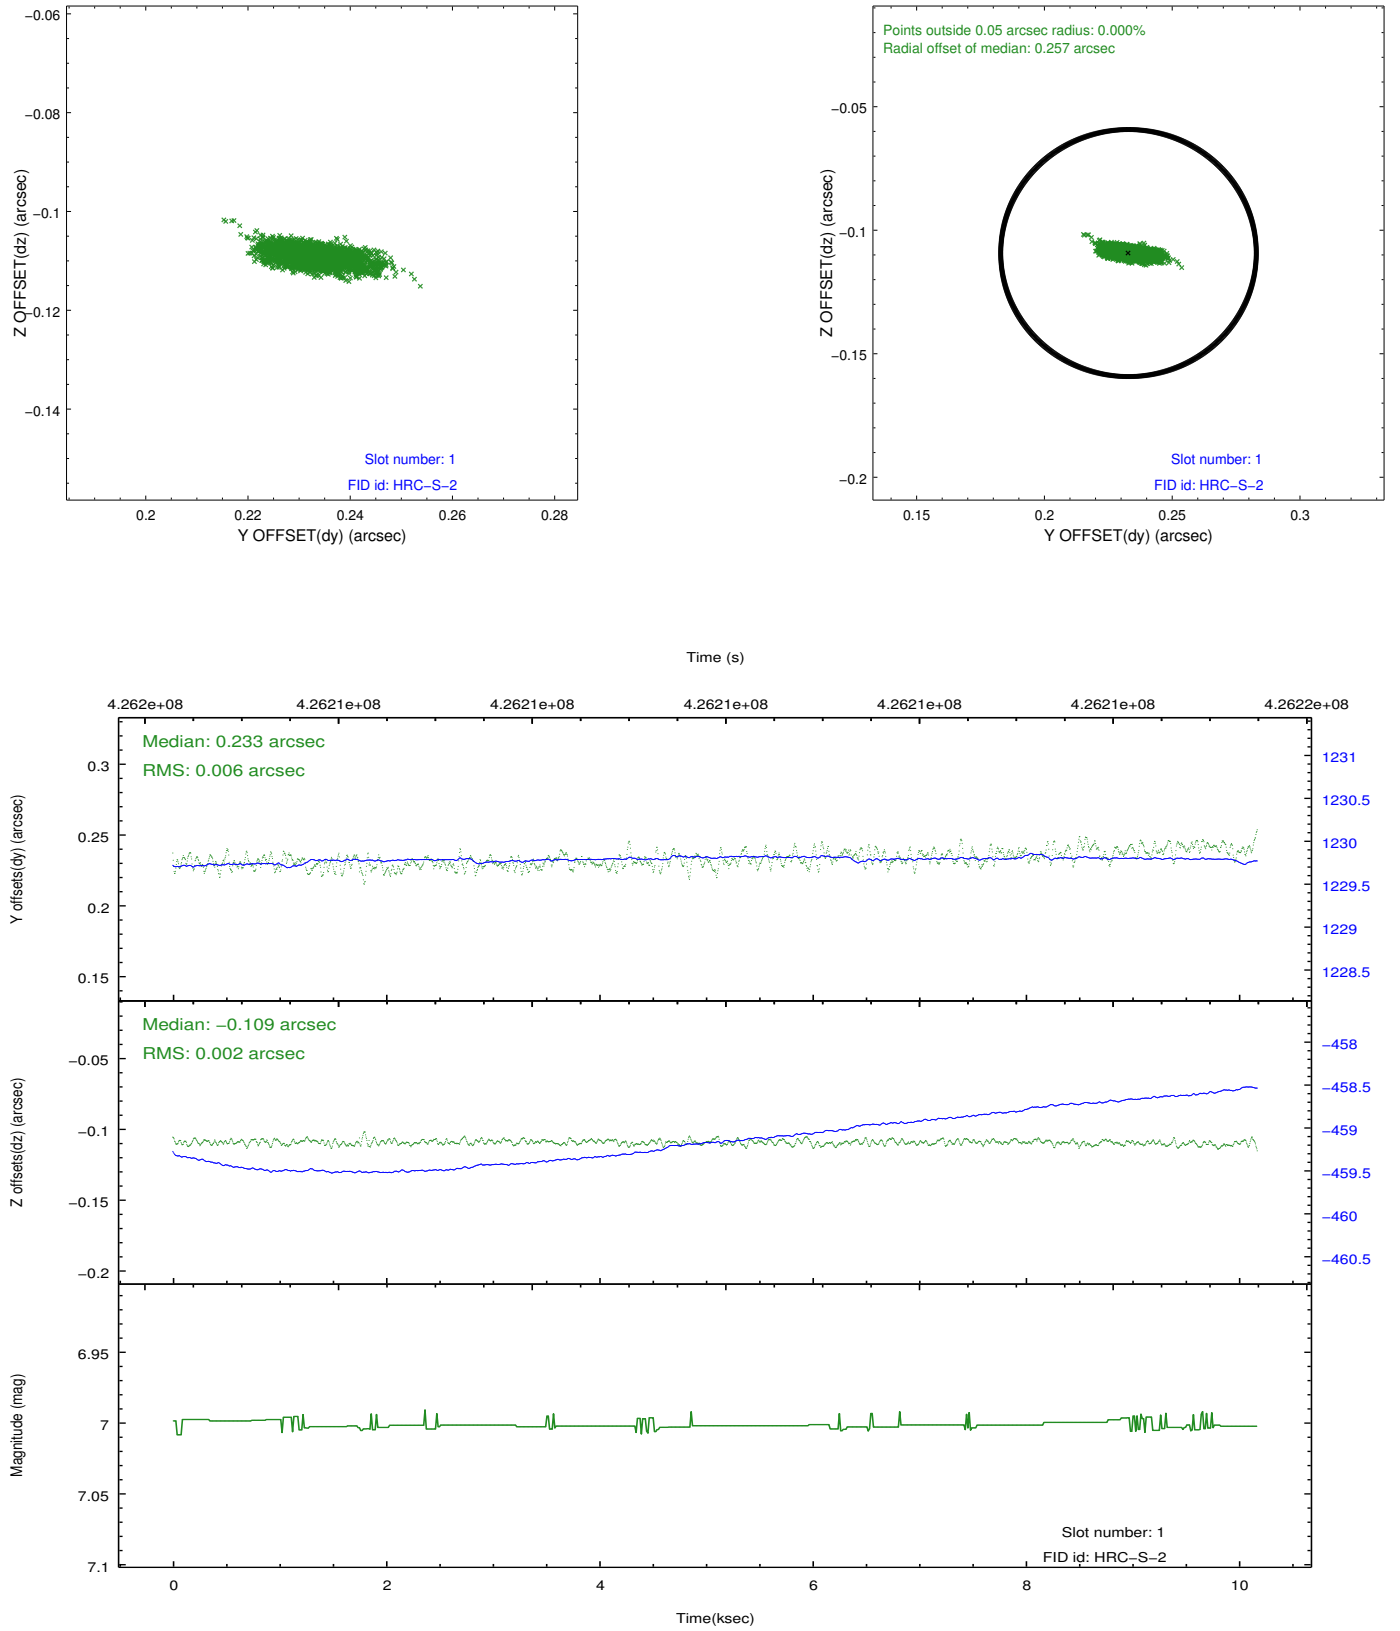 −0.06
−0.08
−0.1
−0.12
−0.14
Z OFFSET(dz) (arcsec)
Slot number: 1
FID id: HRC−S−2
0.2 0.22 0.24 0.26 0.28
Y OFFSET(dy) (arcsec)
Points outside 0.05 arcsec radius: 0.000%
Radial offset of median: 0.257 arcsec
−0.05
−0.1
−0.15
−0.2
Z OFFSET(dz) (arcsec)
Slot number: 1
FID id: HRC−S−2
0.15 0.2 0.25 0.3
Y OFFSET(dy) (arcsec)
Time (s)
4.262e+08 4.2621e+08 4.2621e+08 4.2621e+08 4.2621e+08 4.2621e+08 4.2622e+08
Median: 0.233 arcsec
RMS: 0.006 arcsec
0.3
0.25
0.2
0.15
Y offsets(dy) (arcsec)
1231
1230.5
1230
1229.5
1229
1228.5
Median: −0.109 arcsec
RMS: 0.002 arcsec
−0.05
−0.1
−0.15
−0.2
Z offsets(dz) (arcsec)
−458
−458.5
−459
−459.5
−460
−460.5
6.95
7
7.05
7.1
Magnitude (mag)
Slot number: 1
FID id: HRC−S−2
0 2 4 6 8 10
Time(ksec)